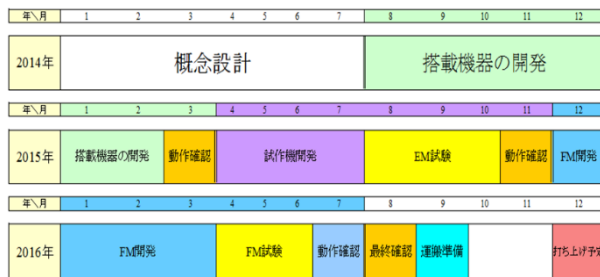 年＼月 1 2 3 4 5 6 7 8 9 10 11 12
2014年 概念設計 搭載機器の開発
年＼月 1 2 3 4 5 6 7 8 9 10 11 12
2015年 搭載機器の開発 動作確認 試作機開発 EM試験 動作確認 FM開発
年＼月 1 2 3 4 5 6 7 8 9 10 11 12
2016年 FM開発 FM試験 動作確認 最終確認 運搬準備 打ち上げ予定